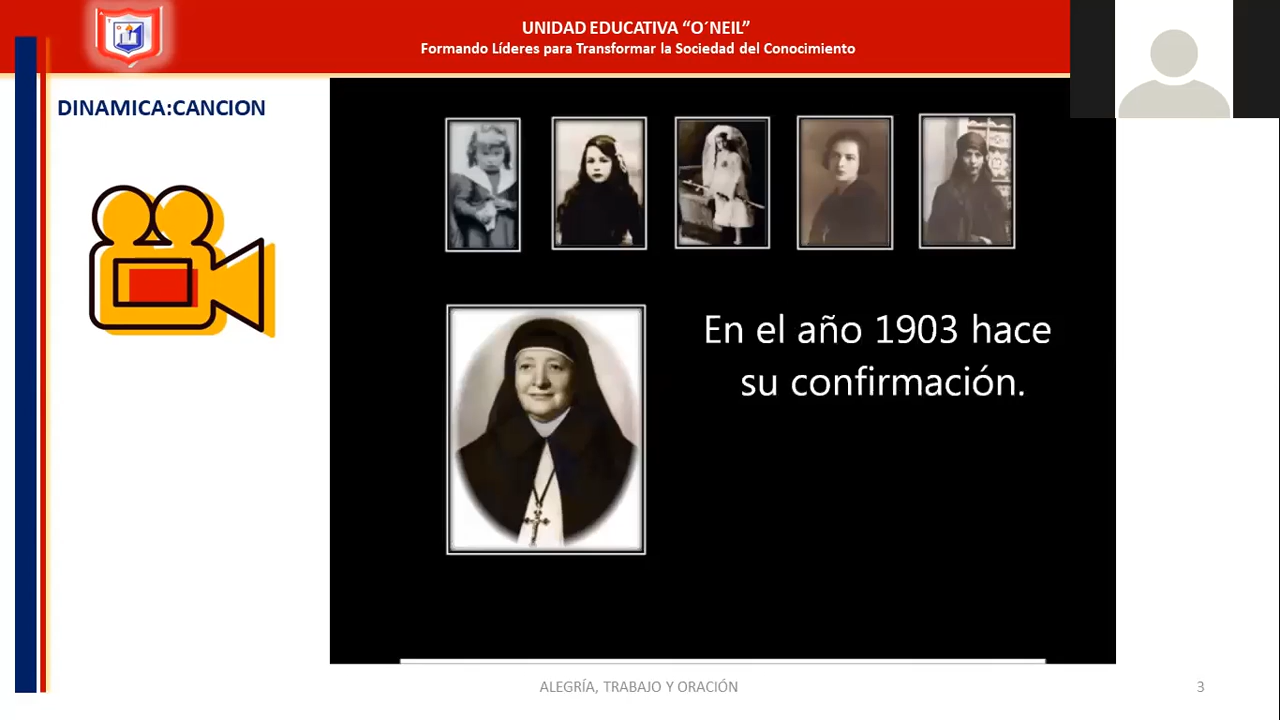 UNIDAD EDUCATIVA “O´NEIL”
Formando Líderes para Transformar la Sociedad del Conocimiento
DINAMICA:CANCION
En el año 1903 hace
su confirmación.
ALEGRÍA, TRABAJO Y ORACIÓN
3